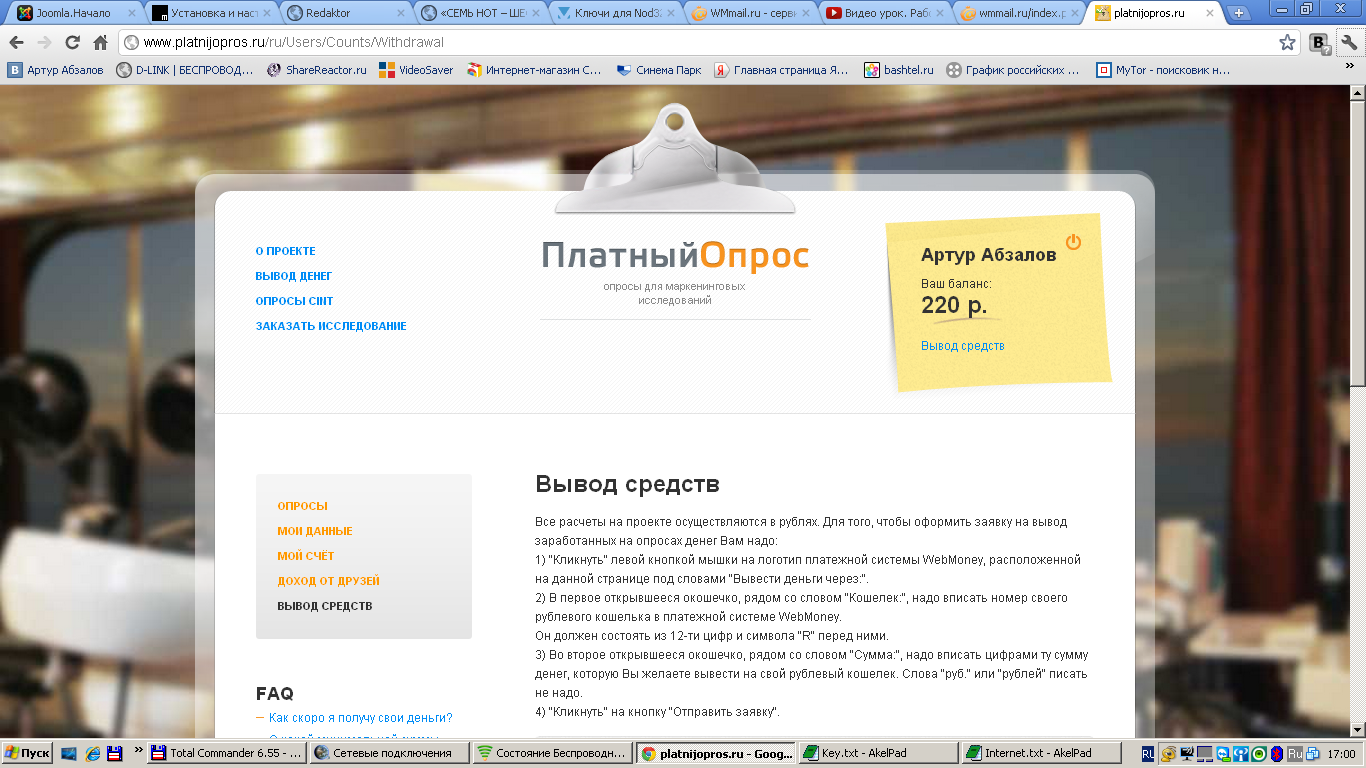 Joomla.Начало
Установка и наст
Redaktor
«СЕМЬ НОТ – ШЕ
Ключи для Nod32
WMmail.ru - серви
Видео урок. Рабо
wmmail.ru/index.p
platnijopros.ru
www.platnijopros.ru/ru/Users/Counts/Withdrawal
Артур Абзалов
D-LINK | БЕСПРОВОД...
ShareReactor.ru
VideoSaver
Интернет-магазин С...
Синема Парк
Главная страница Я...
bashtel.ru
График российских ...
MyTor - поисковик н...
О ПРОЕКТЕ
ВЫВОД ДЕНЕГ
ОПРОСЫ CINT
ЗАКАЗАТЬ ИССЛЕДОВАНИЕ
ПлатныйОпрос
опросы для маркенинговых
исследований
Артур Абзалов
Ваш баланс:
220 р.
Вывод средств
ОПРОСЫ
МОИ ДАННЫЕ
МОЙ СЧЁТ
ДОХОД ОТ ДРУЗЕЙ
ВЫВОД СРЕДСТВ
FAQ
— Как скоро я получу свои деньги?
Вывод средств
Все расчеты на проекте осуществляются в рублях. Для того, чтобы оформить заявку на вывод
заработанных на опросах денег Вам надо:
1) "Кликнуть" левой кнопкой мышки на логотип платежной системы WebMoney, расположенной
на данной странице под словами "Вывести деньги через:".
2) В первое открывшееся окошечко, рядом со словом "Кошелек:", надо вписать номер своего
рублевого кошелька в платежной системе WebMoney.
Он должен состоять из 12-ти цифр и символа "R" перед ними.
3) Во второе открывшееся окошечко, рядом со словом "Сумма:", надо вписать цифрами ту сумму
денег, которую Вы желаете вывести на свой рублевый кошелек. Слова "руб." или "рублей" писать
не надо.
4) "Кликнуть" на кнопку "Отправить заявку".
Пуск
Total Commander 6.55 - ...
Сетевые подключения
Состояние Беспроводн...
platnijopros.ru - Goog...
Key.txt - AkelPad
Internet.txt - AkelPad
RU
Ru
17:00